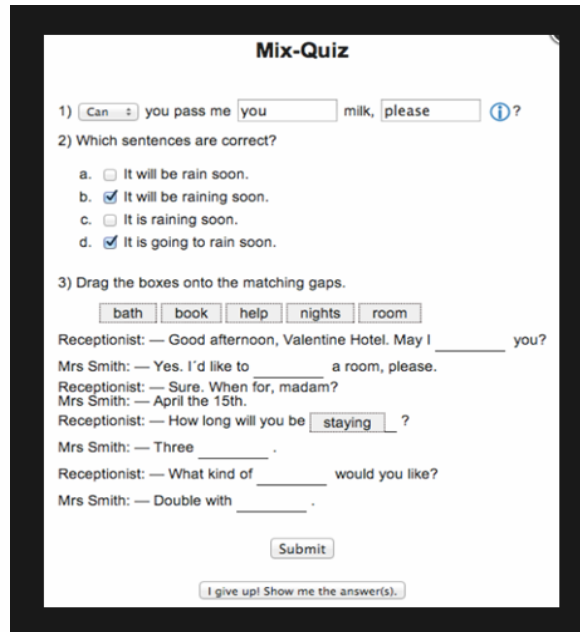 Mix-Quiz
1) Can you pass me you milk, please ?
2) Which sentences are correct?
a. It will be rain soon.
b. It will be raining soon.
c. It is raining soon.
d. It is going to rain soon.
3) Drag the boxes onto the matching gaps.
bath book help nights room
Receptionist: — Good afternoon, Valentine Hotel. May I ________ you?
Mrs Smith: — Yes. I´d like to ________ a room, please.
Receptionist: — Sure. When for, madam?
Mrs Smith: — April the 15th.
Receptionist: — How long will you be staying ?
Mrs Smith: — Three ________ .
Receptionist: — What kind of ________ would you like?
Mrs Smith: — Double with ________ .
Submit
I give up! Show me the answer(s).